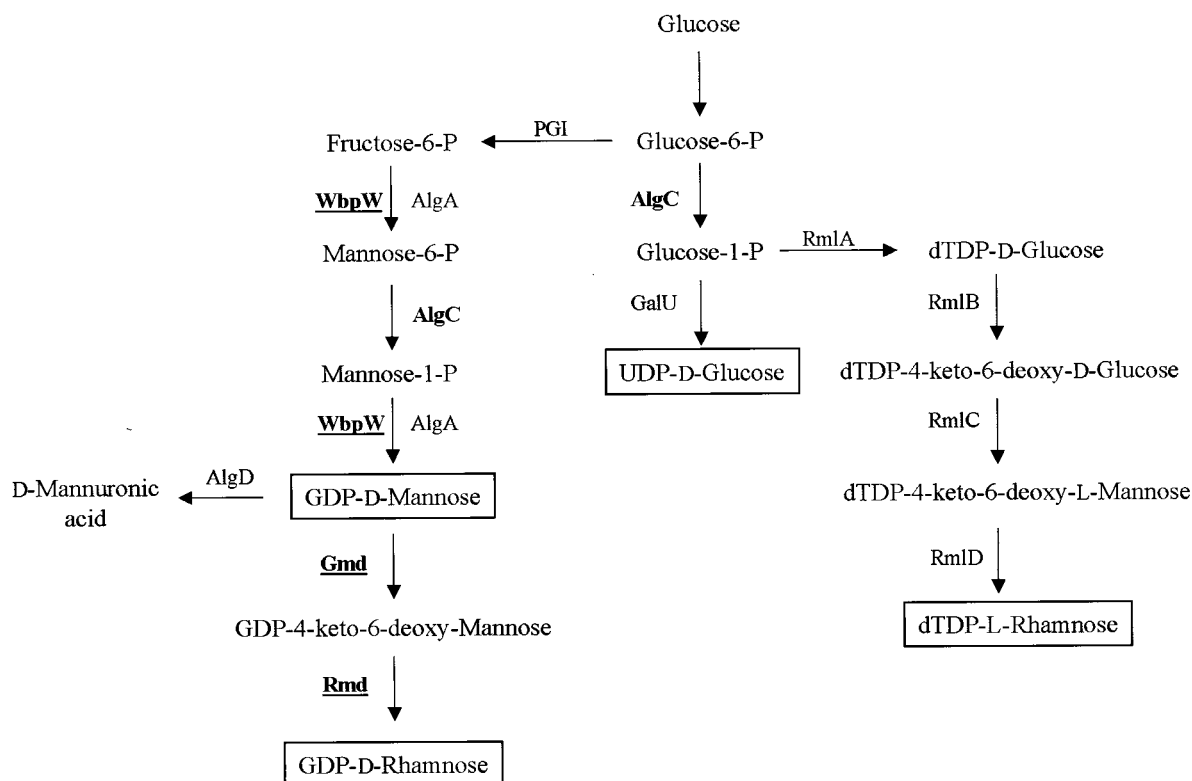 Glucose
PGI
Fructose-6-P
Glucose-6-P
WbpW AlgA
AlgC
Mannose-6-P
Glucose-1-P
RmlA
dTDP-D-Glucose
AlgC
GalU
RmlB
Mannose-1-P
UDP-D-Glucose
dTDP-4-keto-6-deoxy-D-Glucose
WbpW AlgA
RmlC
D-Mannuronic
acid
AlgD
GDP-D-Mannose
dTDP-4-keto-6-deoxy-L-Mannose
Gmd
RmlD
GDP-4-keto-6-deoxy-Mannose
dTDP-L-Rhamnose
Rmd
GDP-D-Rhamnose